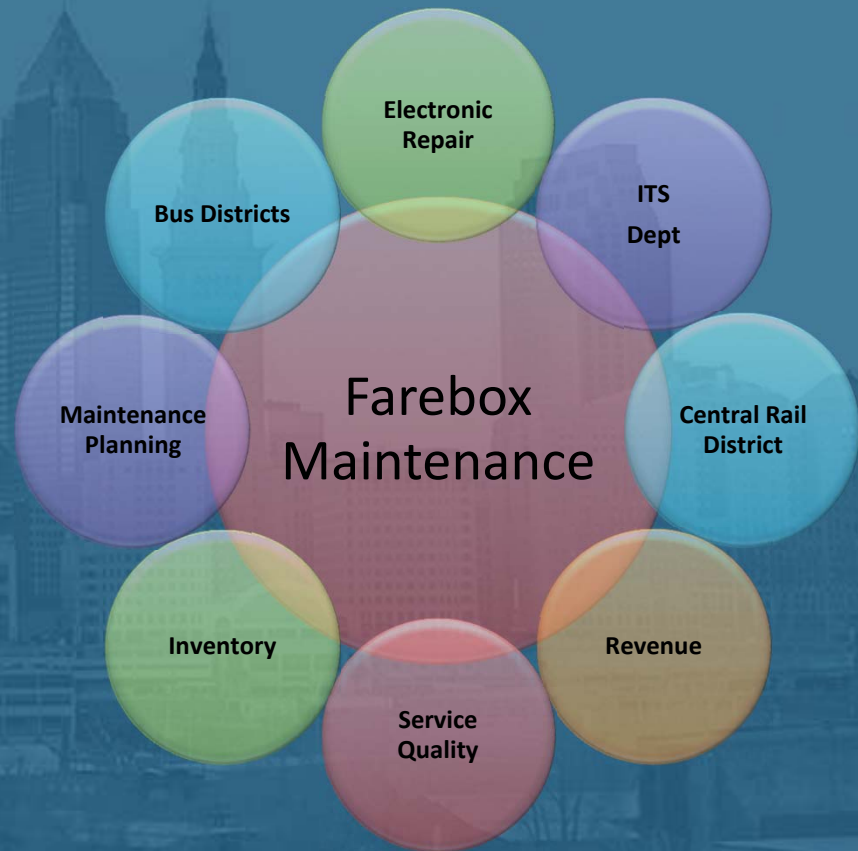 Electronic
Repair
ITS
Dept
Bus Districts
Farebox
Maintenance
Central Rail
District
Maintenance
Planning
Revenue
Inventory
Service
Quality